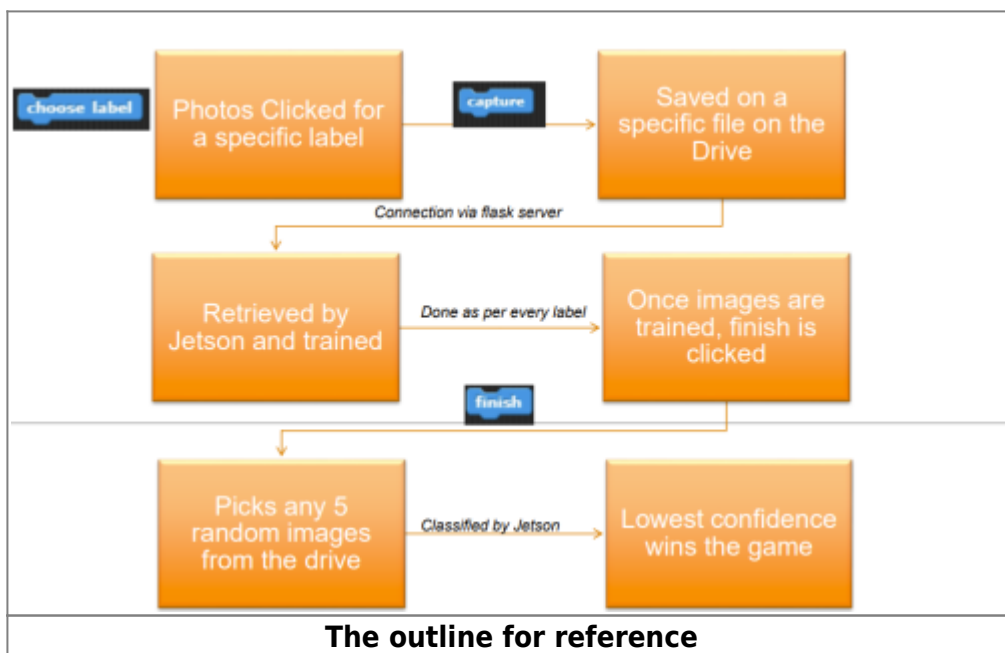 choose label
Photos Clicked for
a specific label
capture
Saved on a
specific file on the
Drive
Connection via flask server
Retrieved by
Jetson and trained
Done as per every label
Once images are
trained, finish is
clicked
finish
Picks any 5
random images
from the drive
Classified by Jetson
Lowest confidence
wins the game
The outline for reference